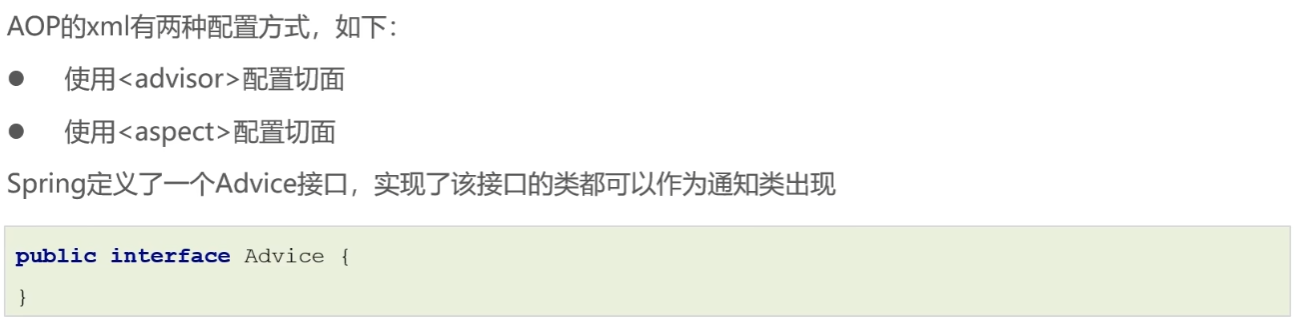 AOP的xml有两种配置方式，如下：
● 使用<advisor>配置切面
● 使用<aspect>配置切面
Spring定义了一个Advice接口，实现了该接口的类都可以作为通知类出现
public interface Advice {
}